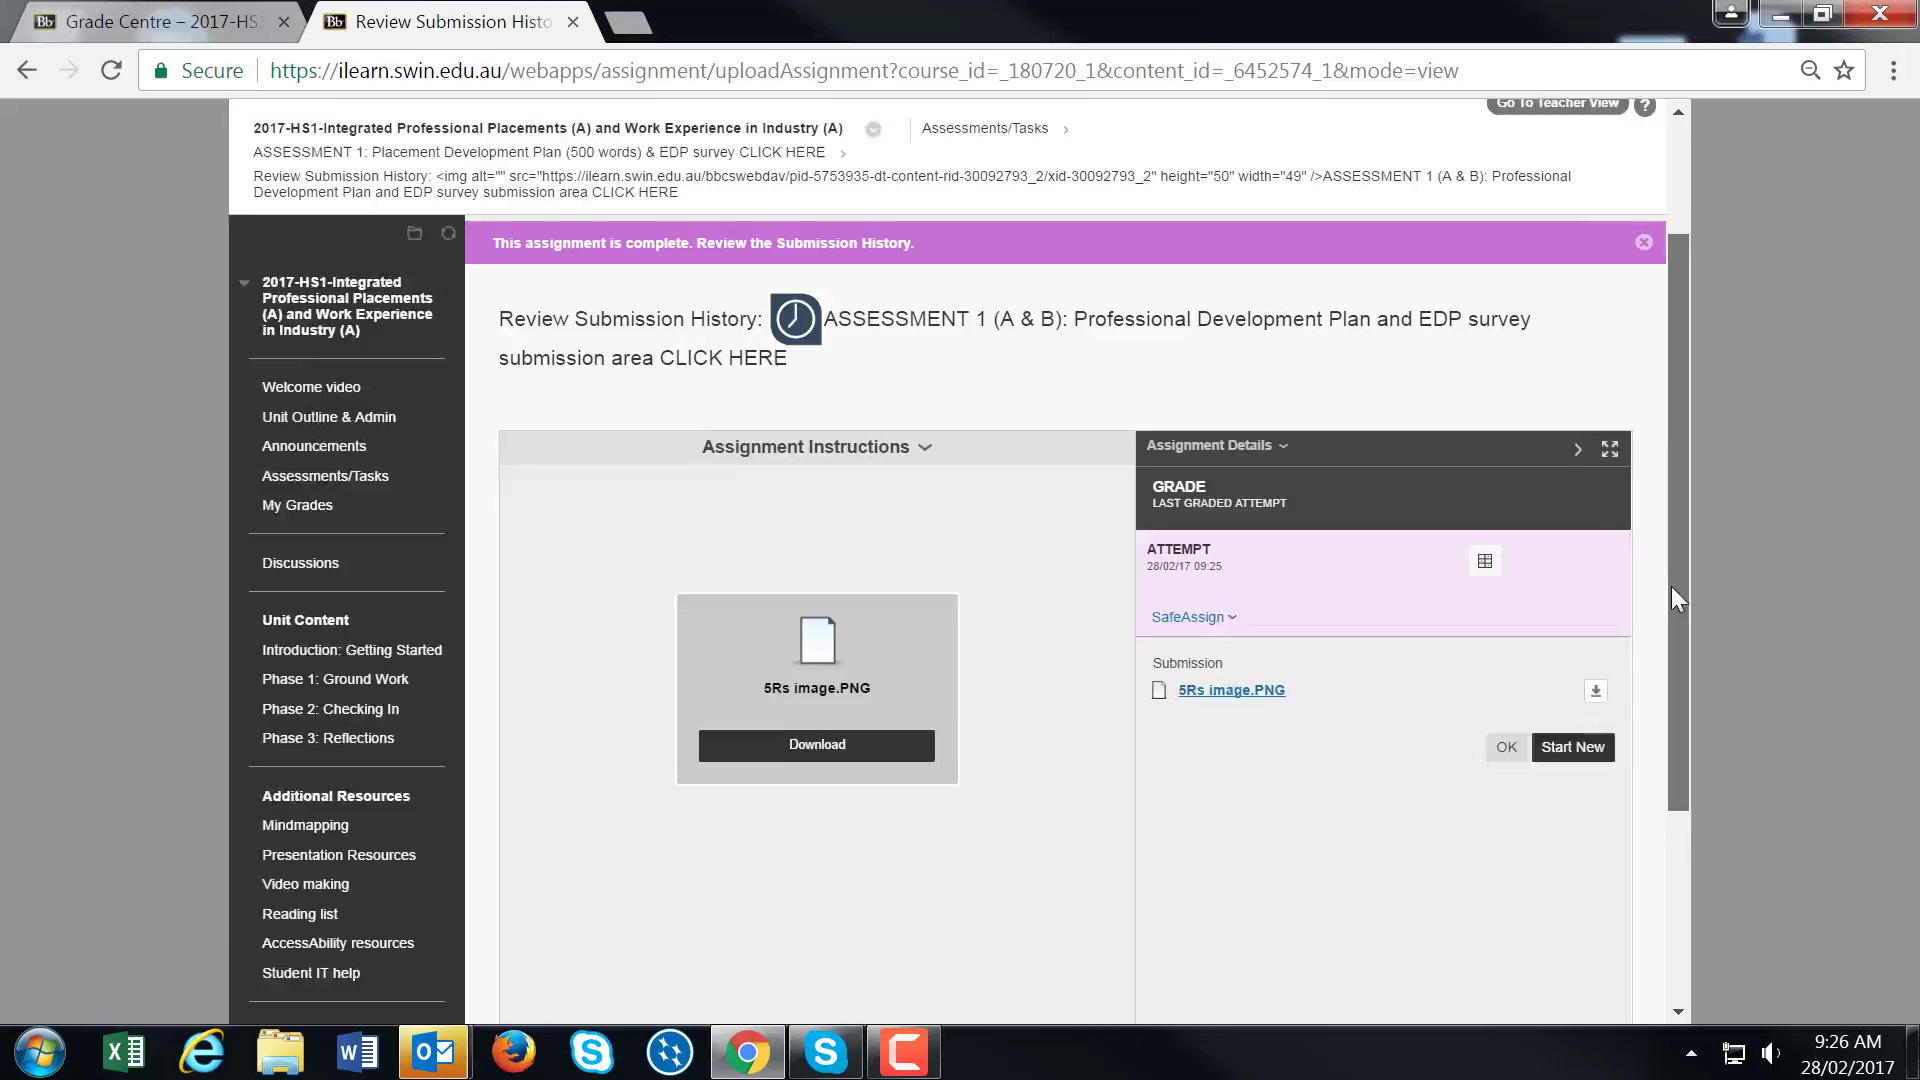 Grade Centre – 2017-HS
Review Submission Histo
Secure
https://ilearn.swin.edu.au/webapps/assignment/uploadAssignment?course_id=_180720_1&content_id=_6452574_1&mode=view
Go To Teacher View
?
2017-HS1-Integrated Professional Placements (A) and Work Experience in Industry (A)
Assessments/Tasks
ASSESSMENT 1: Placement Development Plan (500 words) & EDP survey CLICK HERE
Review Submission History: <img alt="" src="https://ilearn.swin.edu.au/bbcswebdav/pid-5753935-dt-content-rid-30092793_2/xid-30092793_2" height="50" width="49" />ASSESSMENT 1 (A & B): Professional
Development Plan and EDP survey submission area CLICK HERE
This assignment is complete. Review the Submission History.
2017-HS1-Integrated
Professional Placements
(A) and Work Experience
in Industry (A)
Welcome video
Unit Outline & Admin
Announcements
Assessments/Tasks
My Grades
Discussions
Unit Content
Introduction: Getting Started
Phase 1: Ground Work
Phase 2: Checking In
Phase 3: Reflections
Additional Resources
Mindmapping
Presentation Resources
Video making
Reading list
AccessAbility resources
Student IT help
Review Submission History: ASSESSMENT 1 (A & B): Professional Development Plan and EDP survey
submission area CLICK HERE
Assignment Instructions
5Rs image.PNG
Download
Assignment Details
GRADE
LAST GRADED ATTEMPT
ATTEMPT
28/02/17 09:25
SafeAssign
Submission
5Rs image.PNG
OK
Start New
9:26 AM
28/02/2017